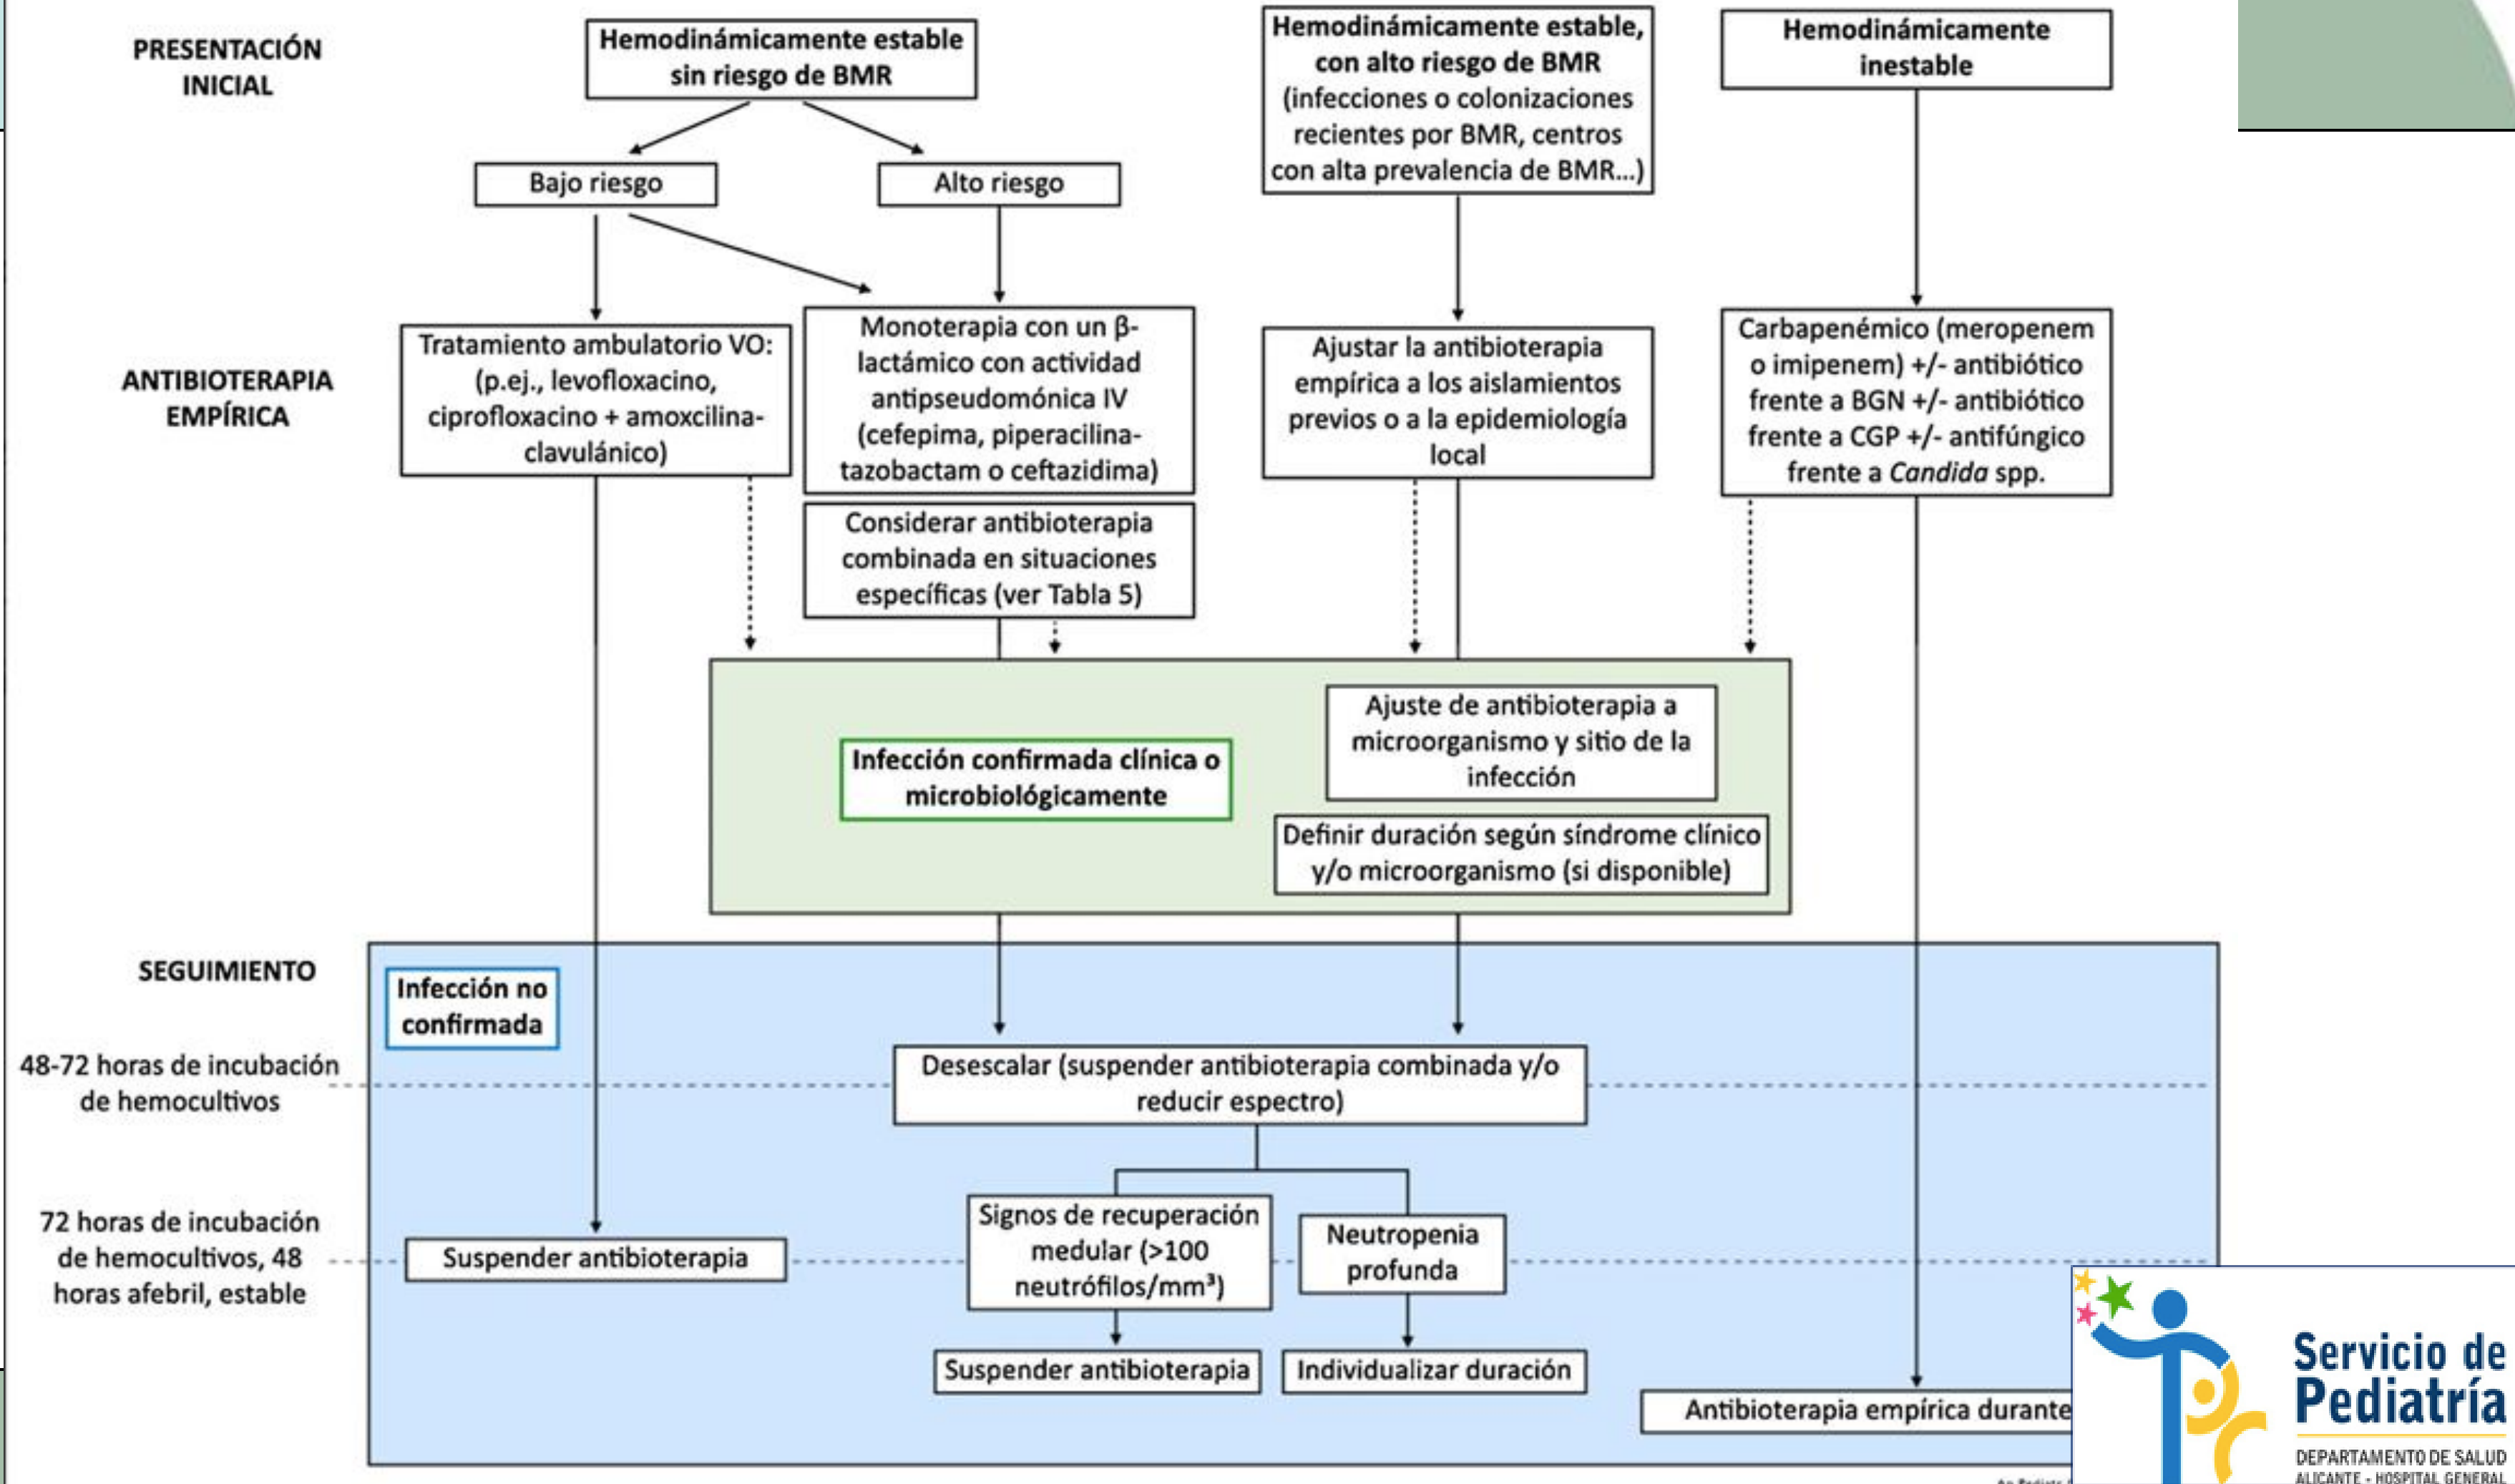 PRESENTACIÓN
INICIAL
Hemodinámicamente estable
sin riesgo de BMR
Hemodinámicamente estable,
con alto riesgo de BMR
(infecciones o colonizaciones
recientes por BMR, centros
con alta prevalencia de BMR...)
Hemodinámicamente
inestable
Bajo riesgo
Alto riesgo
ANTIBIOTERAPIA
EMPÍRICA
Tratamiento ambulatorio VO:
(p.ej., levofloxacino,
ciprofloxacino + amoxcilina-
clavulánico)
Monoterapia con un β-
lactámico con actividad
antipseudomónica IV
(cefepima, piperacilina-
tazobactam o ceftazidima)
Considerar antibioterapia
combinada en situaciones
específicas (ver Tabla 5)
Ajustar la antibioterapia
empírica a los aislamientos
previos o a la epidemiología
local
Carbapenémico (meropenem
o imipenem) +/- antibiótico
frente a BGN +/- antibiótico
frente a CGP +/- antifúngico
frente a Candida spp.
Infección confirmada clínica o
microbiológicamente
Ajuste de antibioterapia a
microorganismo y sitio de la
infección
Definir duración según síndrome clínico
y/o microorganismo (si disponible)
SEGUIMIENTO
Infección no
confirmada
48-72 horas de incubación
de hemocultivos
Desescalar (suspender antibioterapia combinada y/o
reducir espectro)
72 horas de incubación
de hemocultivos, 48
horas afebril, estable
Suspender antibioterapia
Signos de recuperación
medular (>100
neutrófilos/mm³)
Neutropenia
profunda
Suspender antibioterapia
Individualizar duración
Antibioterapia empírica durante
Servicio de
Pediatría
DEPARTAMENTO DE SALUD
ALICANTE - HOSPITAL GENERAL